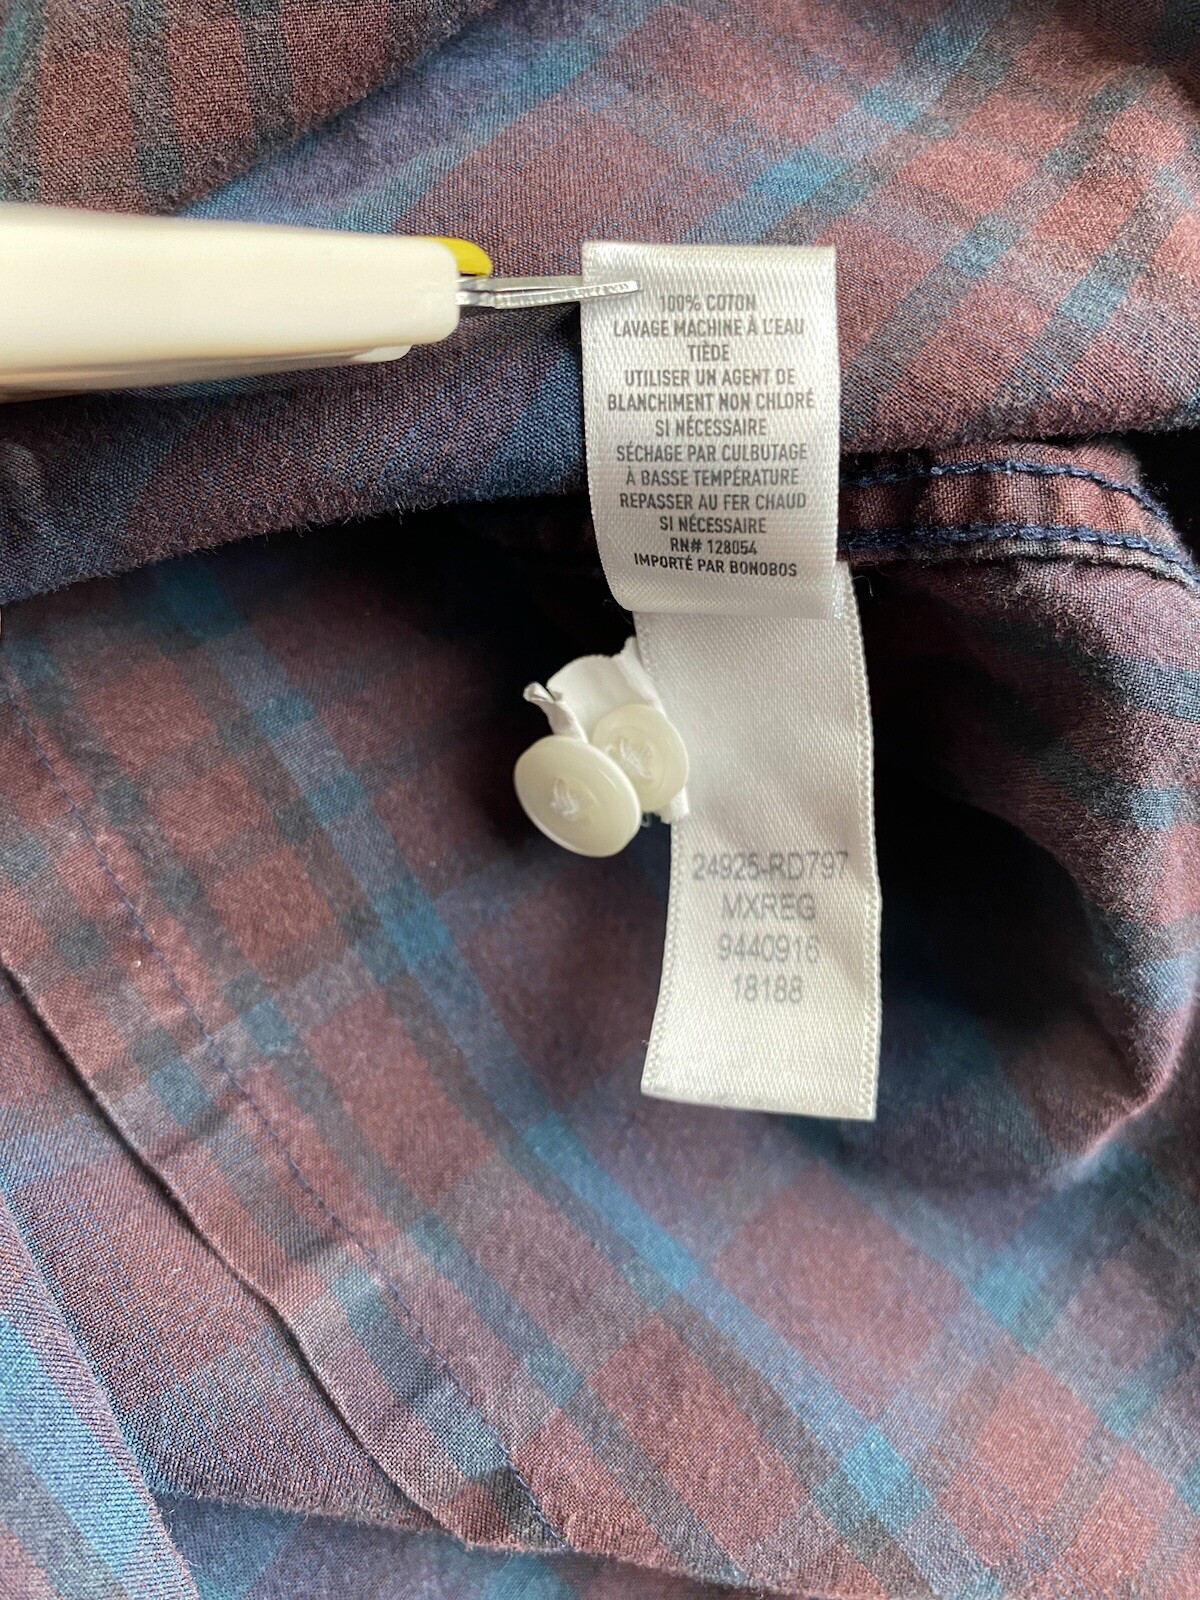 100% COTON
LAVAGE MACHINE À L'EAU
TIÈDE
UTILISER UN AGENT DE
BLANCHIMENT NON CHLORÉ
SI NÉCESSAIRE
SÉCHAGE PAR CULBUTAGE
À BASSE TEMPÉRATURE
REPASSER AU FER CHAUD
SI NÉCESSAIRE
RN# 128054
IMPORTÉ PAR BONOBOS
24925-RD797
MXREG
9440916
18188